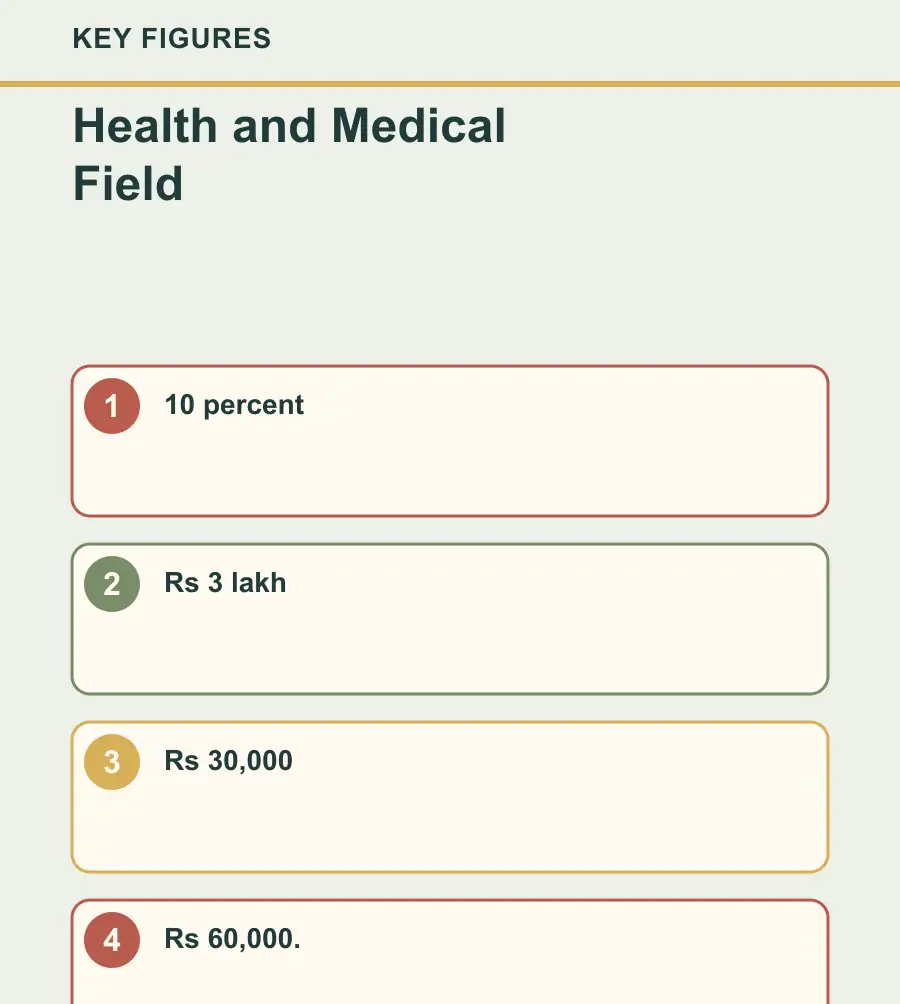 KEY FIGURES
Health and Medical
Field
1
10 percent
2
Rs 3 lakh
3
Rs 30,000
4
Rs 60,000.